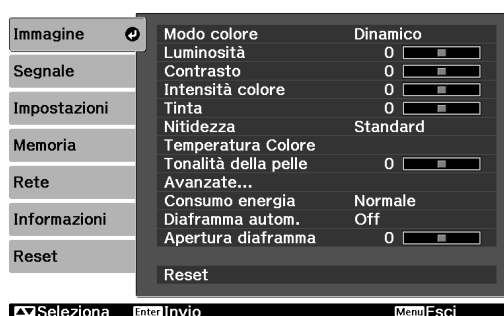 Immagine
Segnale
Impostazioni
Memoria
Rete
Informazioni
Reset
Modo colore Dinamico
Luminosità 0
Contrasto 0
Intensità colore 0
Tinta 0
Nitidezza Standard
Temperatura Colore
Tonalità della pelle 0
Avanzate...
Consumo energia Normale
Diaframma autom. Off
Apertura diaframma 0
Reset
Seleziona Enter Invio Menu Esci